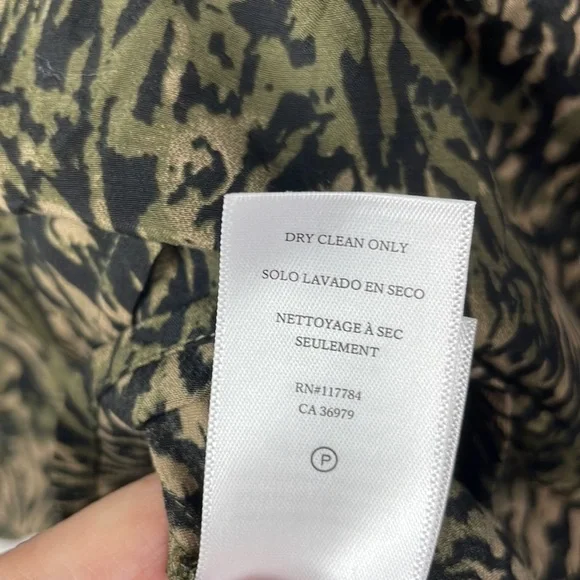 DRY CLEAN ONLY
SOLO LAVADO EN SECO
NETTOYAGE À SEC
SEULEMENT
RN#117784
CA 36979
P